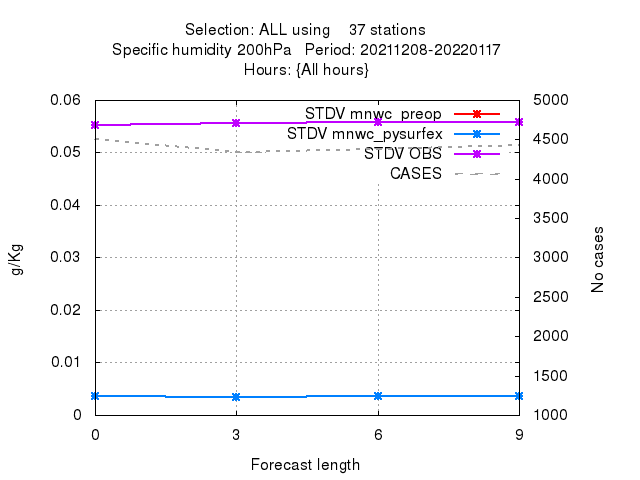 Selection: ALL using    37 stations
Specific humidity 200hPa   Period: 20211208-20220117
Hours: {All hours}
0.06
0.05
0.04
0.03
0.02
0.01
0
g/Kg
STDV mnwc_preop
STDV mnwc_pysurfex
STDV OBS
CASES
5000
4500
4000
3500
3000
2500
2000
1500
1000
No cases
0
3
6
9
Forecast length